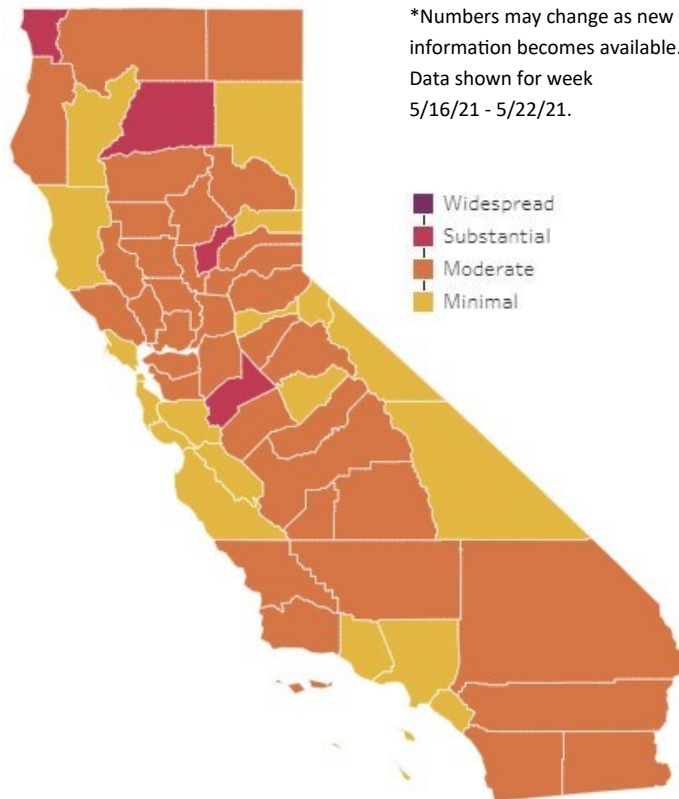 *Numbers may change as new
information becomes available.
Data shown for week
5/16/21 - 5/22/21.
Widespread
Substantial
Moderate
Minimal